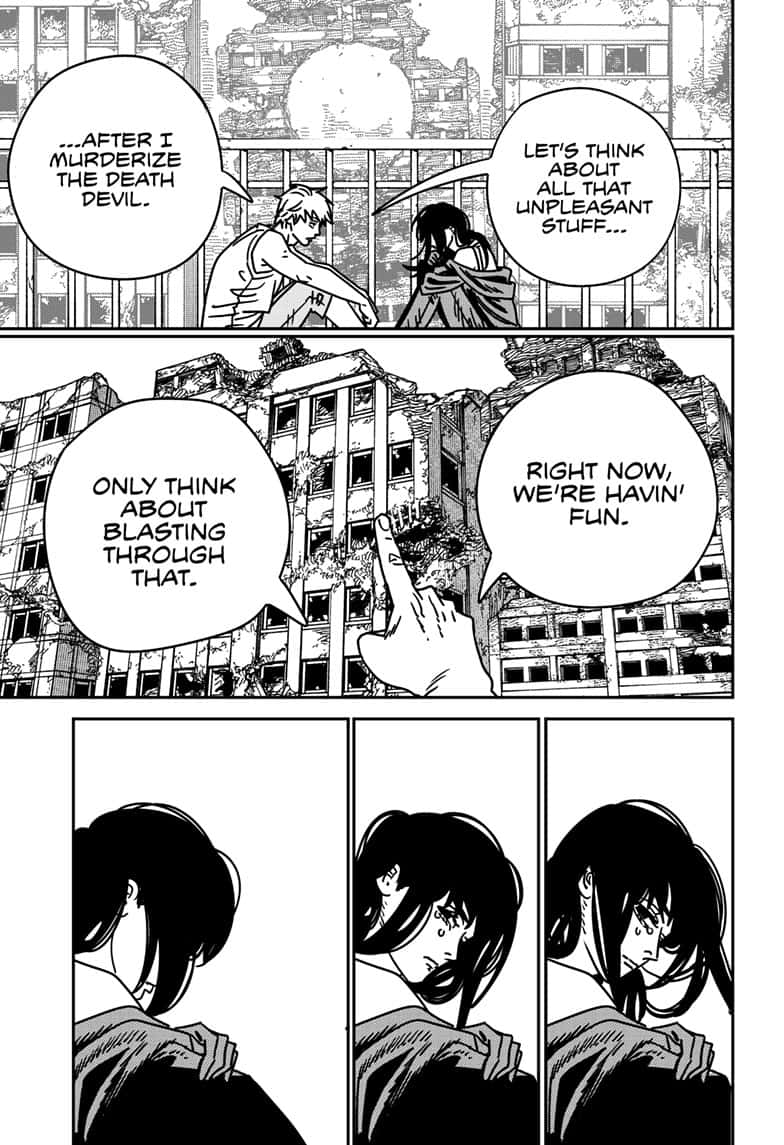 LET'S THINK
ABOUT
ALL THAT
UNPLEASANT
STUFF...
...AFTER I
MURDERIZE
THE DEATH
DEVIL.
RIGHT NOW,
WE'RE HAVIN'
FUN.
ONLY THINK
ABOUT
BLASTING
THROUGH
THAT.